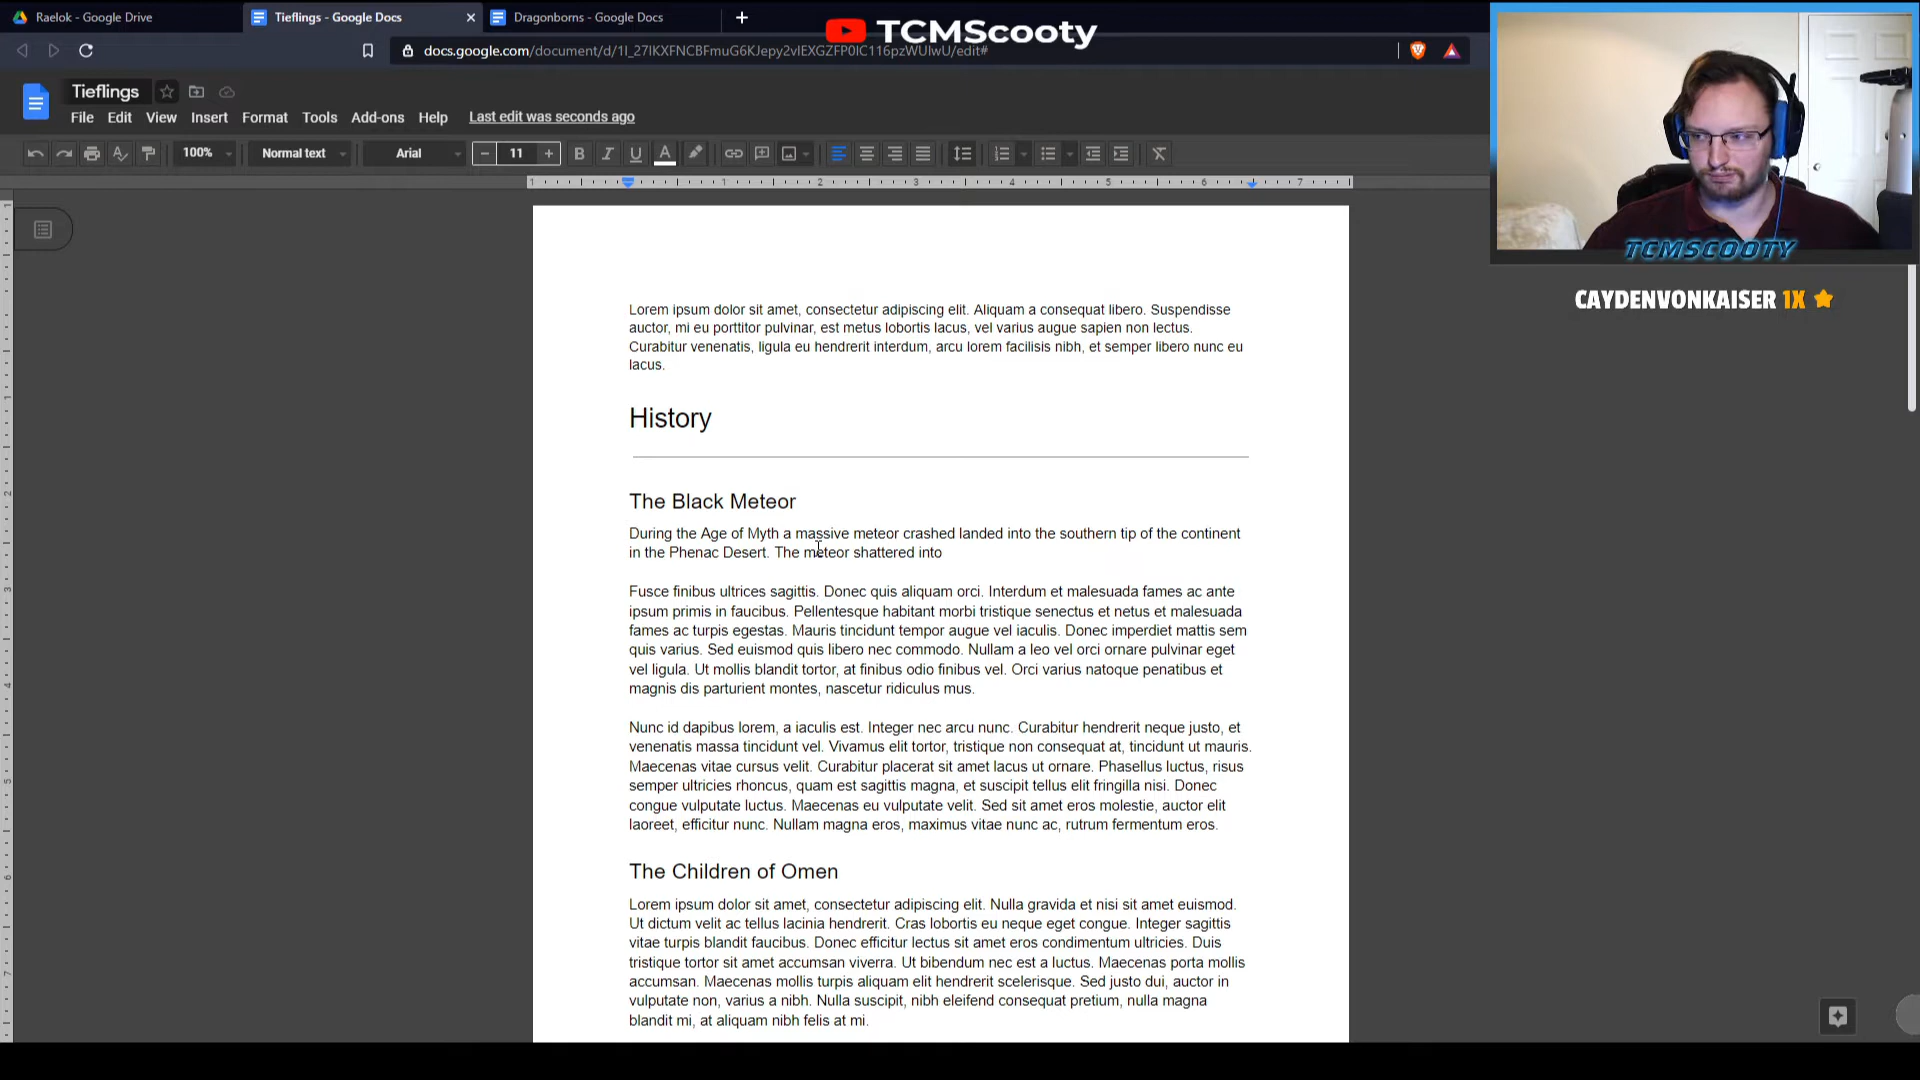 Raelok - Google Drive
Tieflings - Google Docs
Dragonborns - Google Docs
TCMScooty
docs.google.com/document/d/1I_27IKXFNCBFmuG6KJepy2vIEXGZFP0IC116pzWUIwU/edit#
Tieflings
File Edit View Insert Format Tools Add-ons Help Last edit was seconds ago
100% Normal text Arial 11
1 1 2 3 4 5 6 7
TCMSCOOTY
CAYDENVONKAISER 1X
Lorem ipsum dolor sit amet, consectetur adipiscing elit. Aliquam a consequat libero. Suspendisse
auctor, mi eu porttitor pulvinar, est metus lobortis lacus, vel varius augue sapien non lectus.
Curabitur venenatis, ligula eu hendrerit interdum, arcu lorem facilisis nibh, et semper libero nunc eu
lacus.
History
The Black Meteor
During the Age of Myth a massive meteor crashed landed into the southern tip of the continent
in the Phenac Desert. The meteor shattered into
Fusce finibus ultrices sagittis. Donec quis aliquam orci. Interdum et malesuada fames ac ante
ipsum primis in faucibus. Pellentesque habitant morbi tristique senectus et netus et malesuada
fames ac turpis egestas. Mauris tincidunt tempor augue vel iaculis. Donec imperdiet mattis sem
quis varius. Sed euismod quis libero nec commodo. Nullam a leo vel orci ornare pulvinar eget
vel ligula. Ut mollis blandit tortor, at finibus odio finibus vel. Orci varius natoque penatibus et
magnis dis parturient montes, nascetur ridiculus mus.
Nunc id dapibus lorem, a iaculis est. Integer nec arcu nunc. Curabitur hendrerit neque justo, et
venenatis massa tincidunt vel. Vivamus elit tortor, tristique non consequat at, tincidunt ut mauris.
Maecenas vitae cursus velit. Curabitur placerat sit amet lacus ut ornare. Phasellus luctus, risus
semper ultricies rhoncus, quam est sagittis magna, et suscipit tellus elit fringilla nisi. Donec
congue vulputate luctus. Maecenas eu vulputate velit. Sed sit amet eros molestie, auctor elit
laoreet, efficitur nunc. Nullam magna eros, maximus vitae nunc ac, rutrum fermentum eros.
The Children of Omen
Lorem ipsum dolor sit amet, consectetur adipiscing elit. Nulla gravida et nisi sit amet euismod.
Ut dictum velit ac tellus lacinia hendrerit. Cras lobortis eu neque eget congue. Integer sagittis
vitae turpis blandit faucibus. Donec efficitur lectus sit amet eros condimentum ultricies. Duis
tristique tortor sit amet accumsan viverra. Ut bibendum nec est a luctus. Maecenas porta mollis
accumsan. Maecenas mollis turpis aliquam elit hendrerit scelerisque. Sed justo dui, auctor in
vulputate non, varius a nibh. Nulla suscipit, nibh eleifend consequat pretium, nulla magna
blandit mi, at aliquam nibh felis at mi.